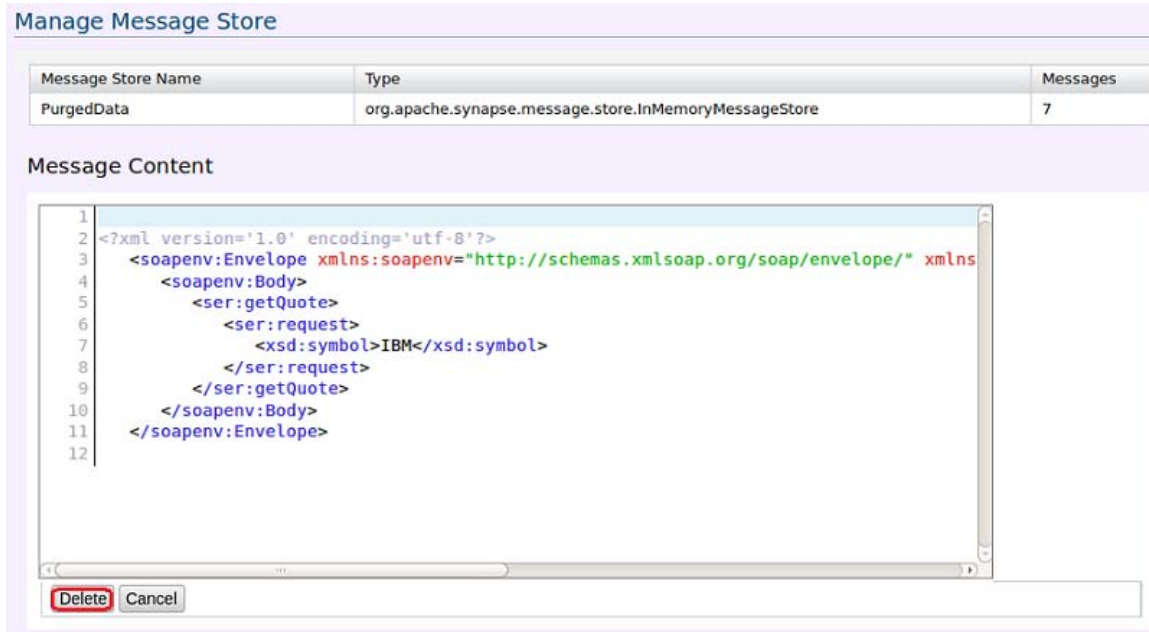 Manage Message Store
Message Store Name Type Messages
PurgedData org.apache.synapse.message.store.InMemoryMessageStore 7
Message Content
1
2 <?xml version='1.0' encoding='utf-8'?>
3 <soapenv:Envelope xmlns:soapenv="http://schemas.xmlsoap.org/soap/envelope/" xmlns
4 <soapenv:Body>
5 <ser:getQuote>
6 <ser:request>
7 <xsd:symbol>IBM</xsd:symbol>
8 </ser:request>
9 </ser:getQuote>
10 </soapenv:Body>
11 </soapenv:Envelope>
12
Delete Cancel